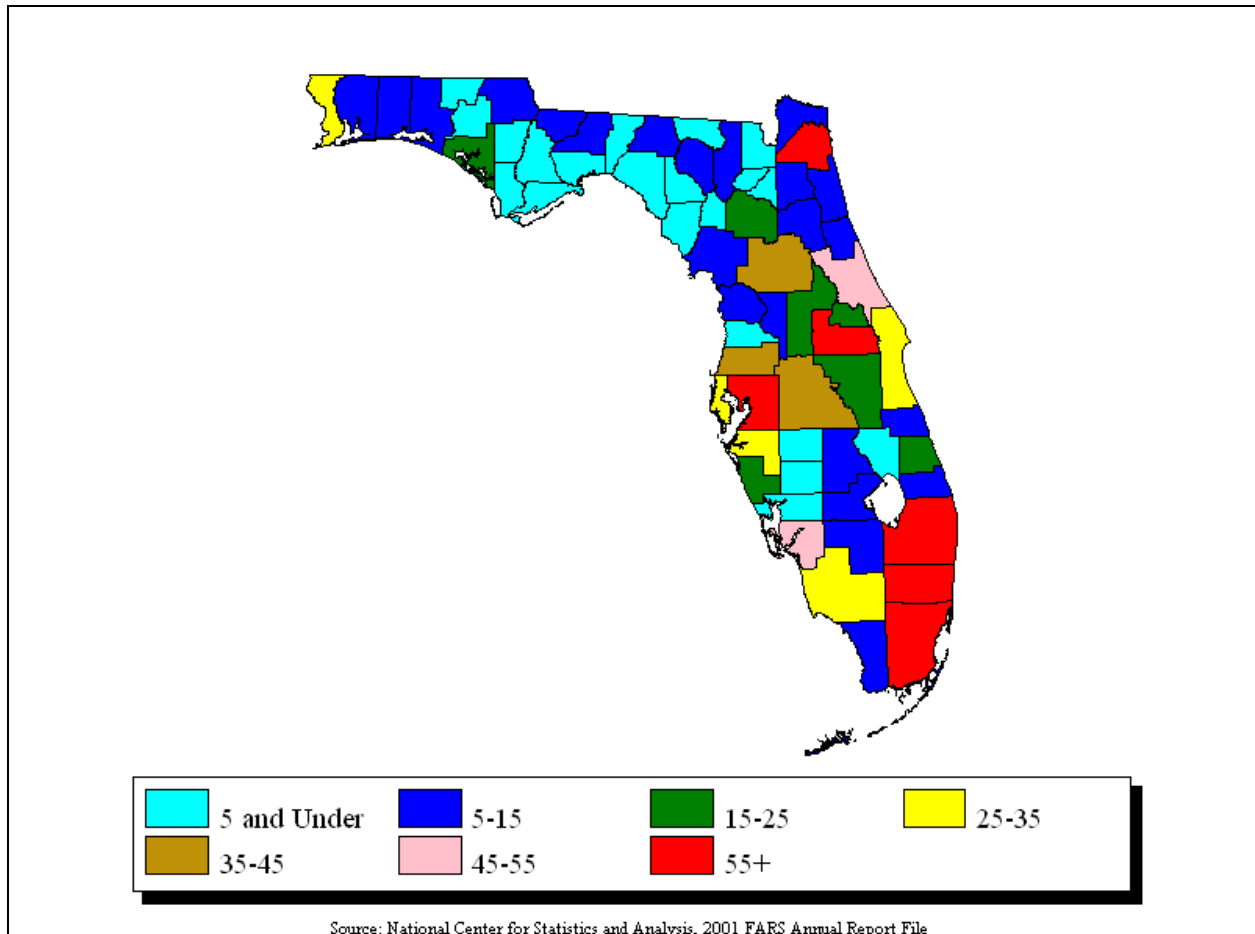 5 and Under 5-15 15-25 25-35
35-45 45-55 55+
Source: National Center for Statistics and Analysis, 2001 FARS Annual Report File